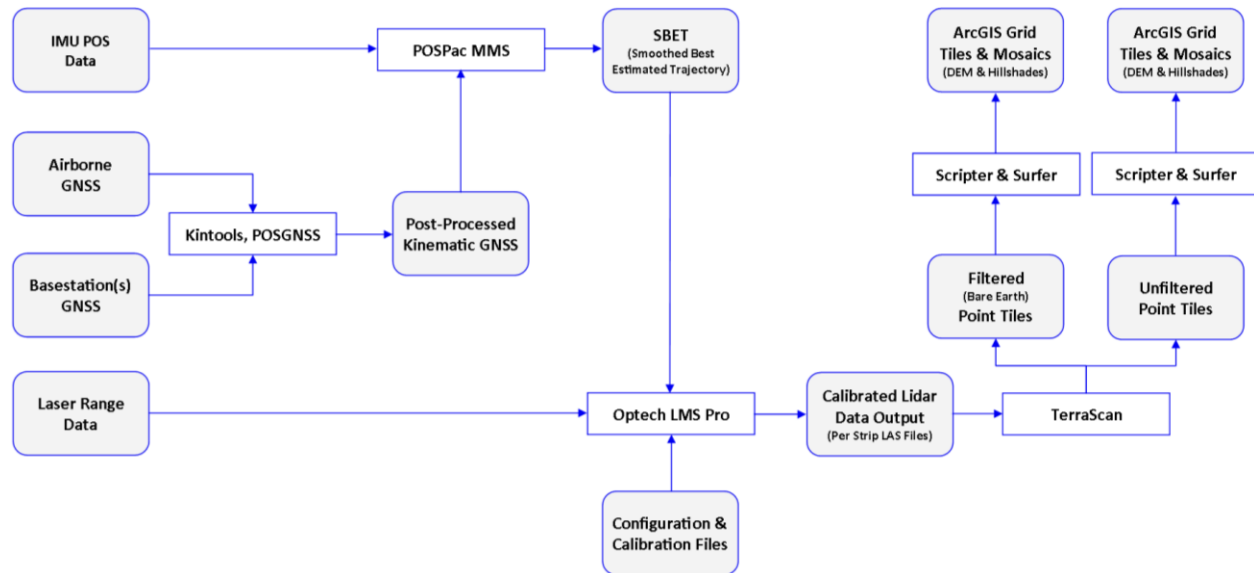 IMU POS
Data
POSPac MMS
SBET
(Smoothed Best
Estimated Trajectory)
ArcGIS Grid
Tiles & Mosaics
(DEM & Hillshades)
ArcGIS Grid
Tiles & Mosaics
(DEM & Hillshades)
Airborne
GNSS
Scripter & Surfer
Scripter & Surfer
Kintools, POSGNSS
Post-Processed
Kinematic GNSS
Basestation(s)
GNSS
Filtered
(Bare Earth)
Point Tiles
Unfiltered
Point Tiles
Laser Range
Data
Optech LMS Pro
Calibrated Lidar
Data Output
(Per Strip LAS Files)
TerraScan
Configuration &
Calibration Files